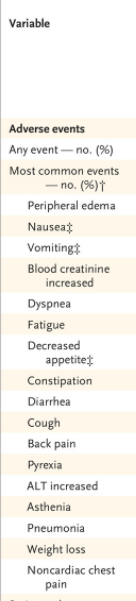 Variable
Adverse events
Any event — no. (%)
Most common events
— no. (%)†
Peripheral edema
Nausea‡
Vomiting‡
Blood creatinine
increased
Dyspnea
Fatigue
Decreased
appetite‡
Constipation
Diarrhea
Cough
Back pain
Pyrexia
ALT increased
Asthenia
Pneumonia
Weight loss
Noncardiac chest
pain